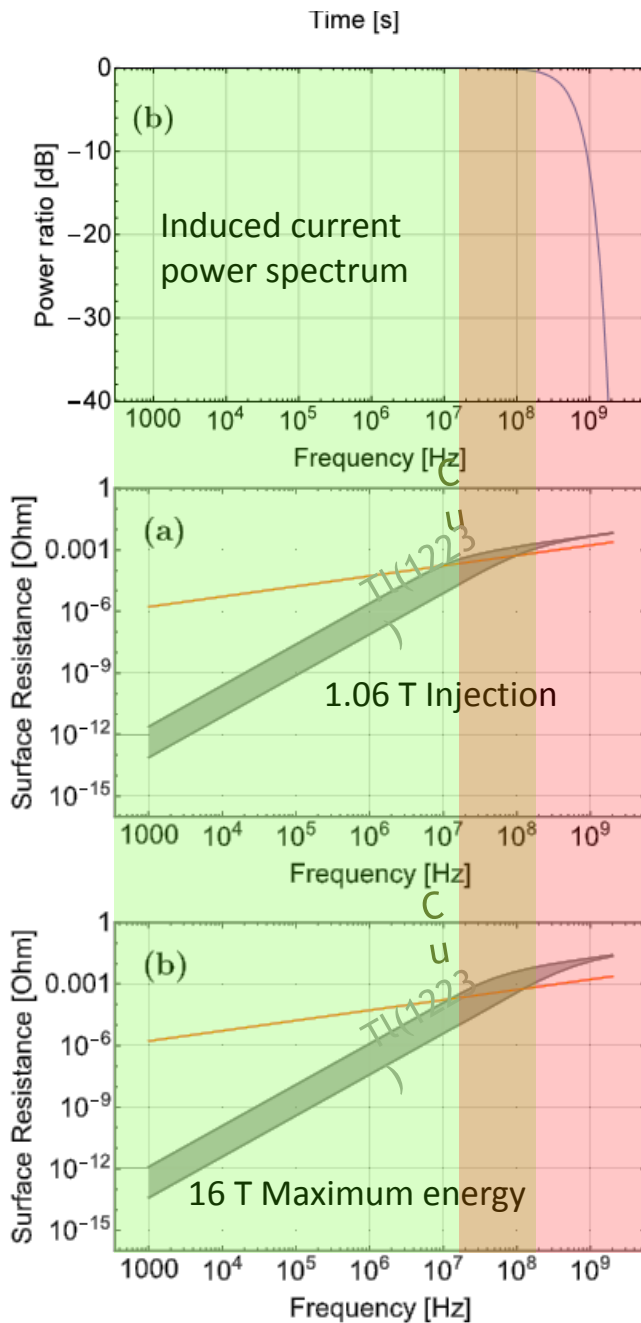 Time [s]
0
(b)
−10
Power ratio [dB]
−20
Induced current
power spectrum
−30
−40
1000 10⁴ 10⁵ 10⁶ 10⁷ 10⁸ 10⁹
Frequency [Hz]
C
u
1
(a)
Surface Resistance [Ohm]
0.001
Tl(1223
)
10⁻⁶
10⁻⁹
1.06 T Injection
10⁻¹²
10⁻¹⁵
1000 10⁴ 10⁵ 10⁶ 10⁷ 10⁸ 10⁹
Frequency [Hz]
C
u
1
(b)
Surface Resistance [Ohm]
0.001
Tl(1223
)
10⁻⁶
10⁻⁹
10⁻¹²
16 T Maximum energy
10⁻¹⁵
1000 10⁴ 10⁵ 10⁶ 10⁷ 10⁸ 10⁹
Frequency [Hz]